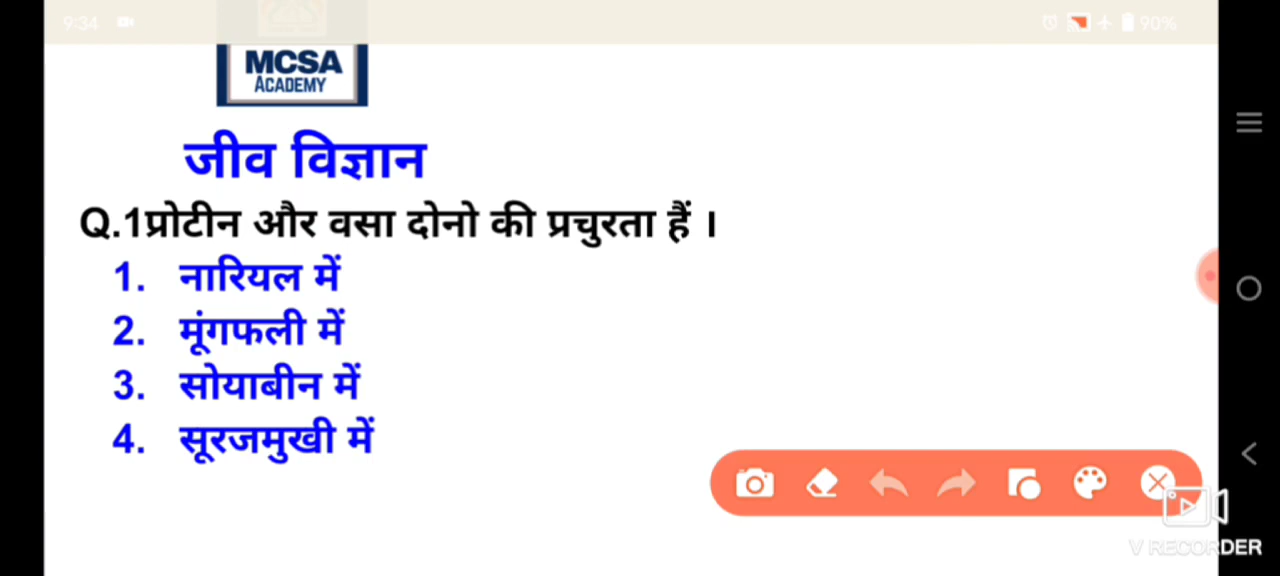 9:34
90%
MCSA
ACADEMY
जीव विज्ञान
Q.1प्रोटीन और वसा दोनो की प्रचुरता हैं ।
1. नारियल में
2. मूंगफली में
3. सोयाबीन में
4. सूरजमुखी में
V RECORDER